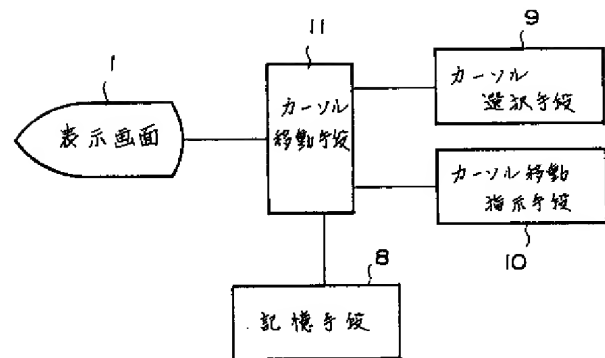 1
表示画面
11
カーソル
移動手段
9
カーソル
選択手段
カーソル移動
指示手段
10
8
記憶手段